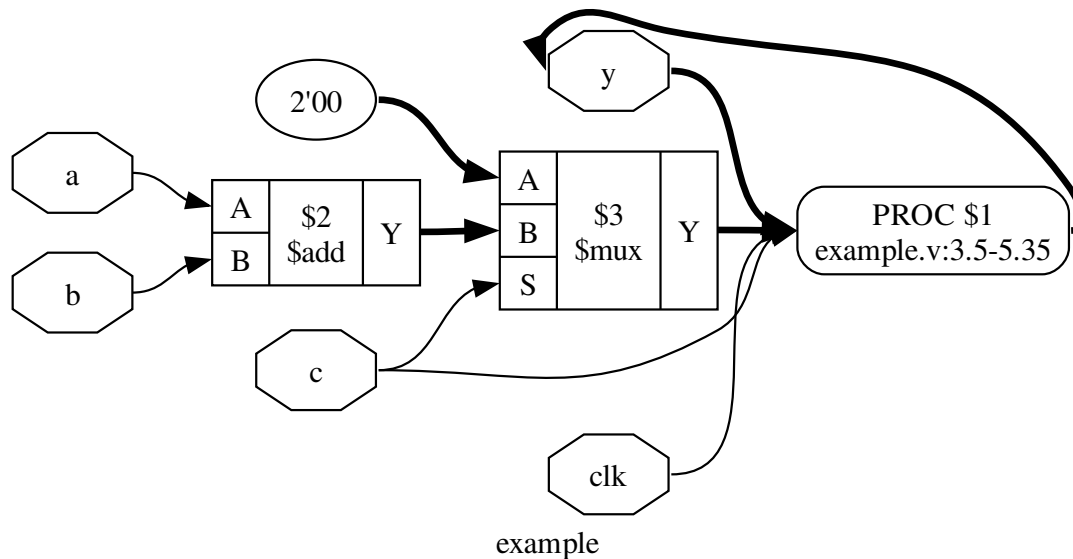 y
2'00
a
A
$2
$add
Y
B
A
$3
$mux
Y
B
S
PROC $1
example.v:3.5-5.35
b
c
clk
example